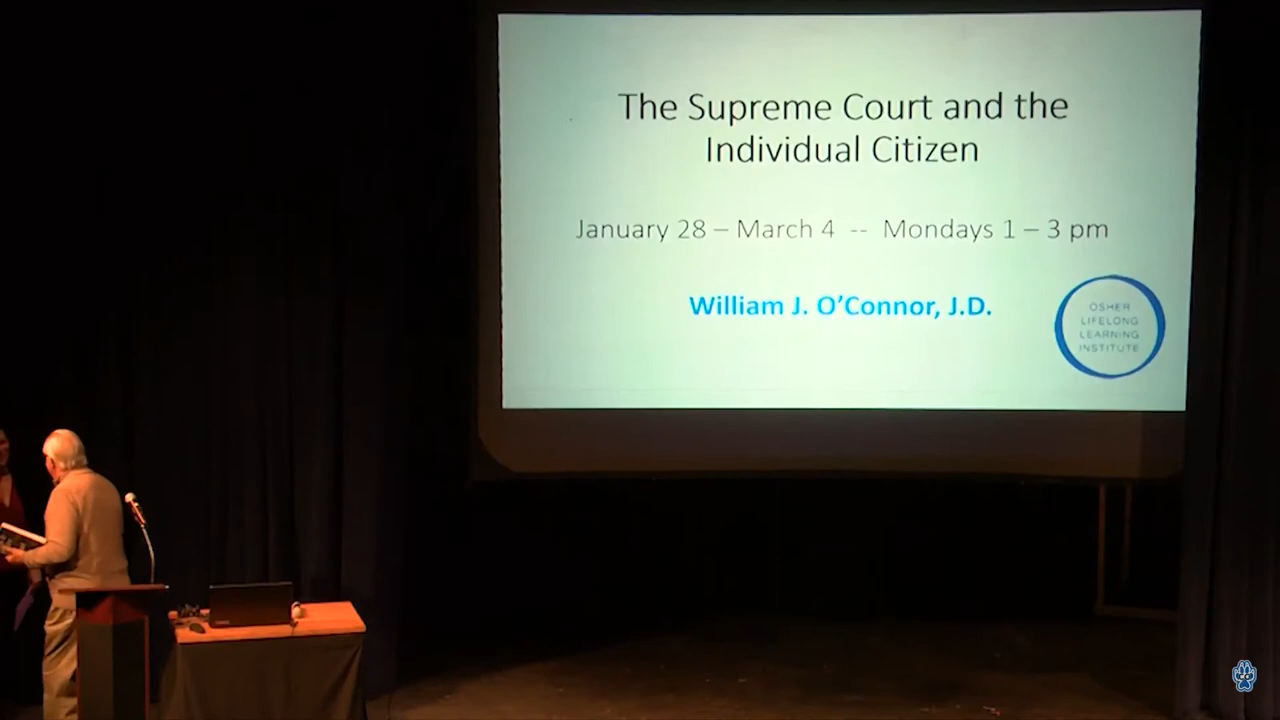 The Supreme Court and the
Individual Citizen
January 28 – March 4 -- Mondays 1 – 3 pm
William J. O'Connor, J.D.
OSHER
LIFELONG
LEARNING
INSTITUTE